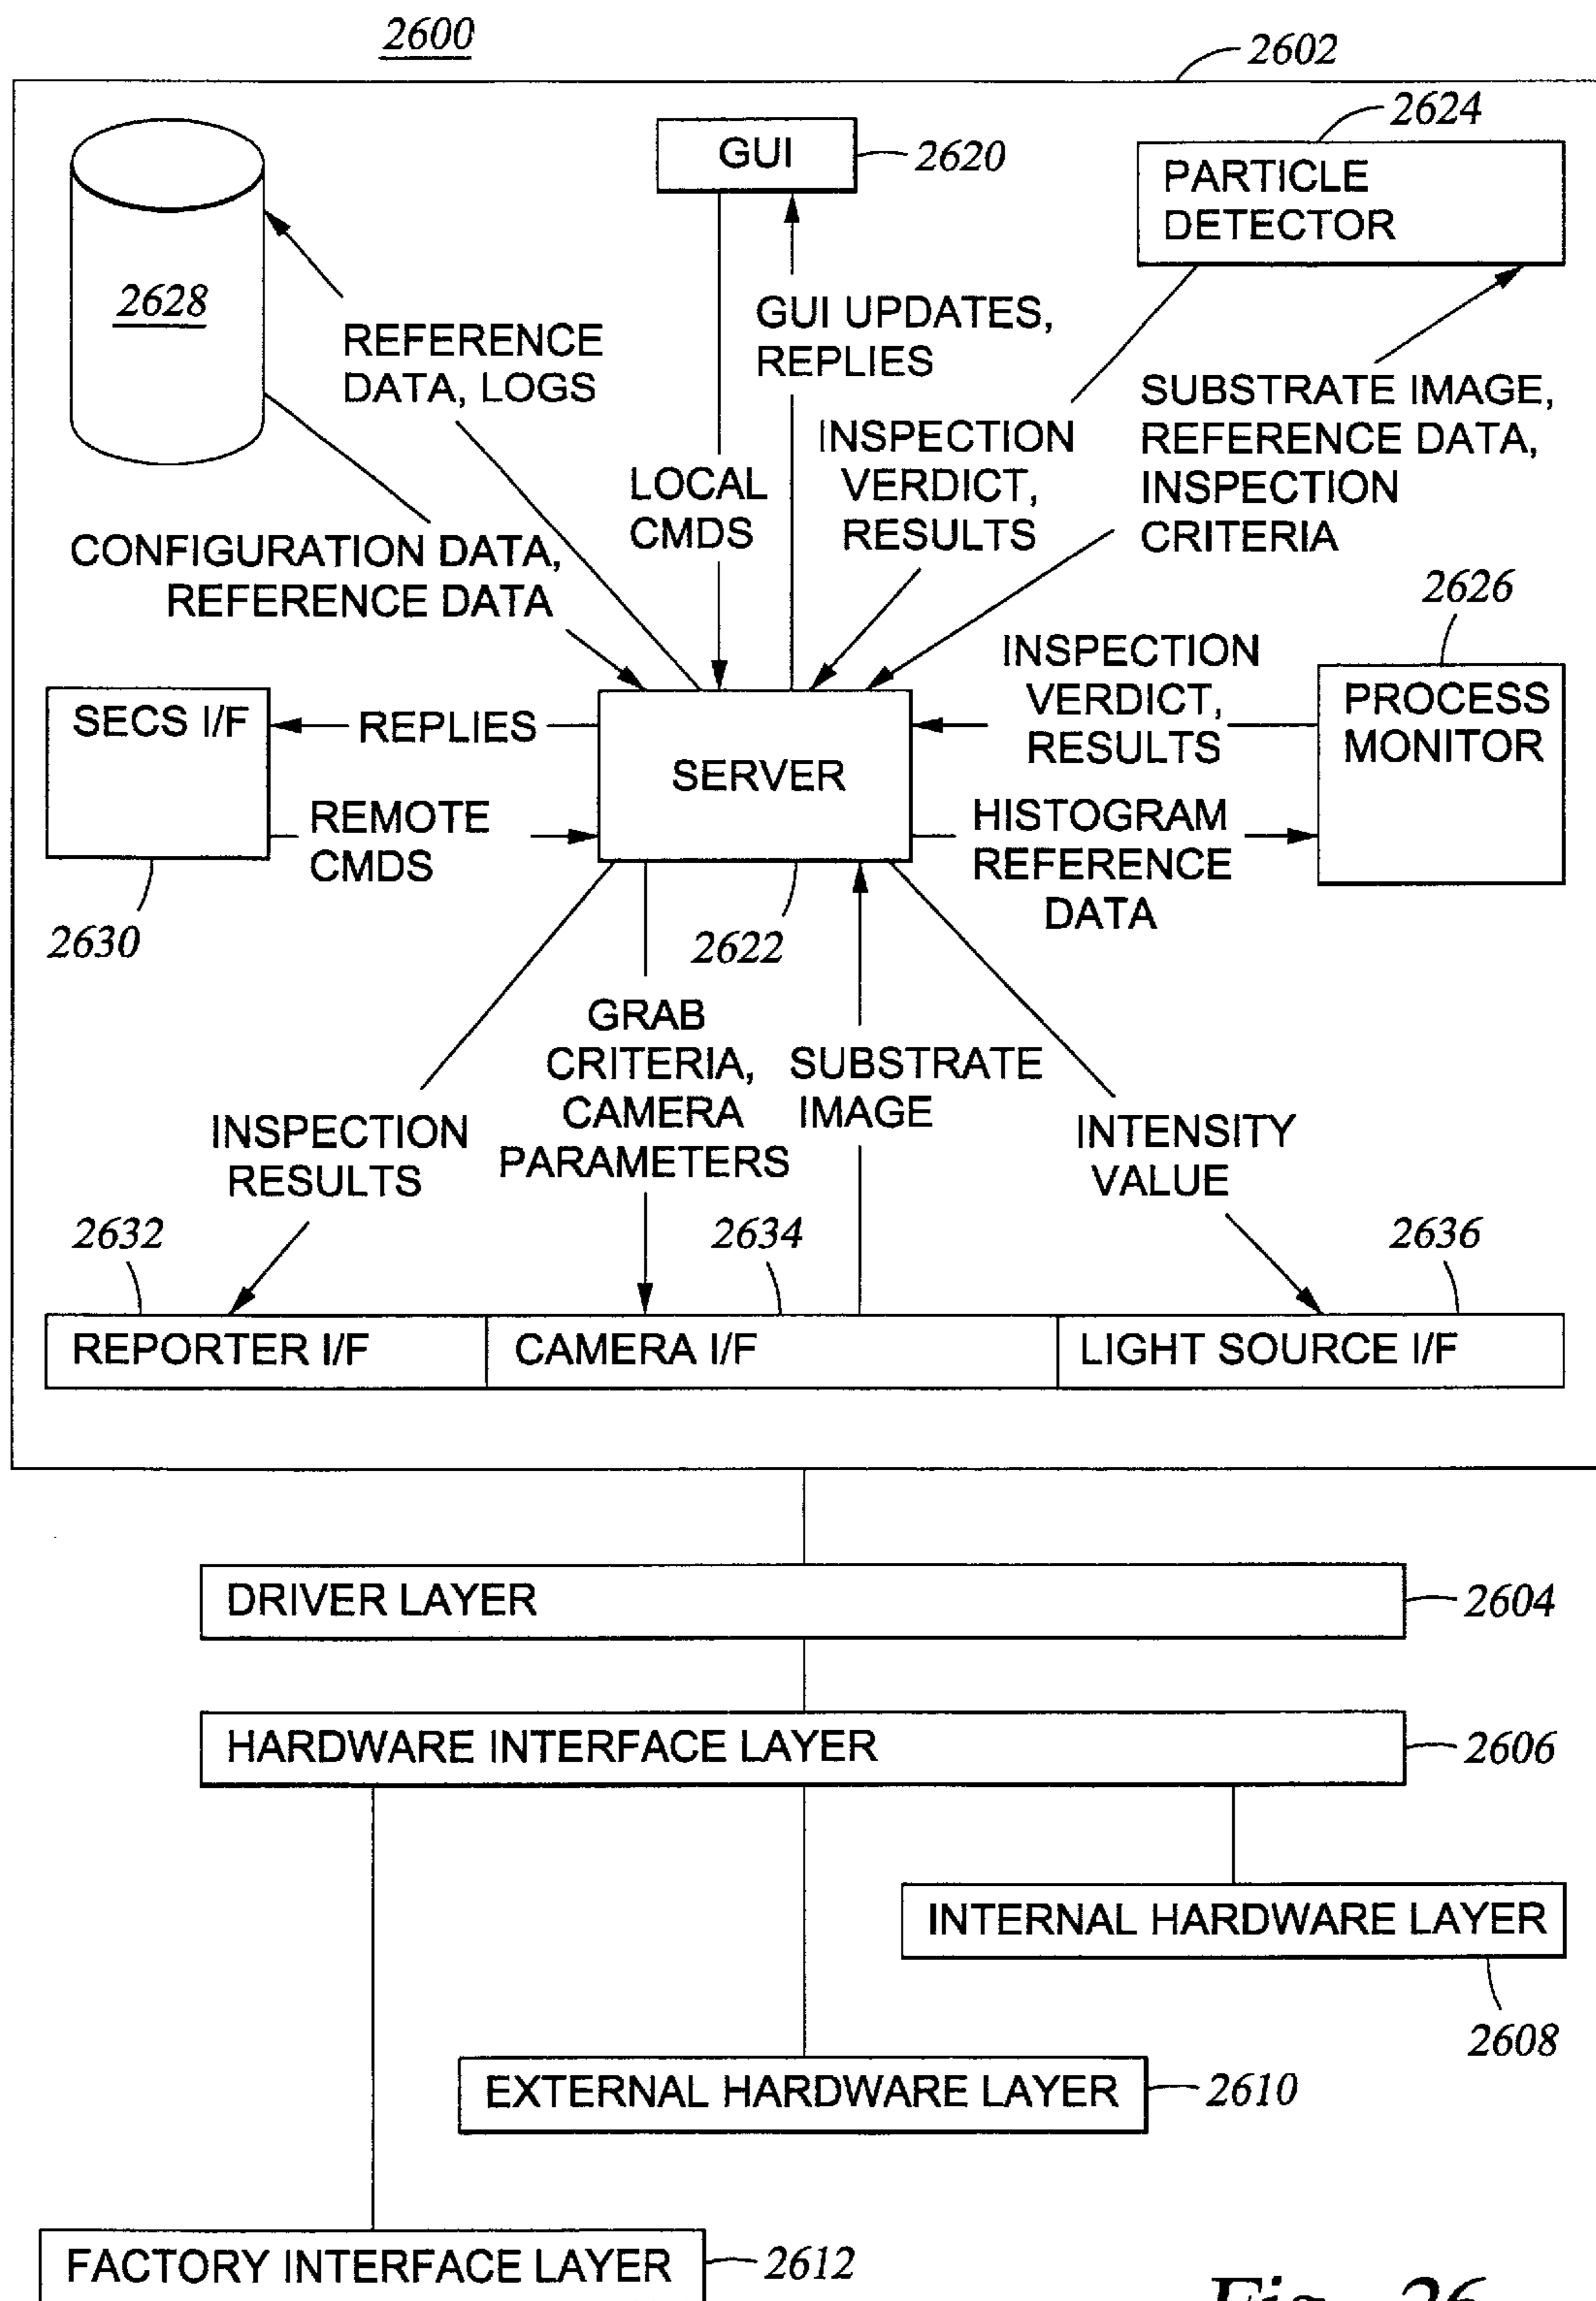 2600
2602
2624
GUI
2620
PARTICLE
DETECTOR
2628
REFERENCE
DATA, LOGS
GUI UPDATES,
REPLIES
LOCAL
CMDS
INSPECTION
VERDICT,
RESULTS
SUBSTRATE IMAGE,
REFERENCE DATA,
INSPECTION
CRITERIA
CONFIGURATION DATA,
REFERENCE DATA
2626
SECS I/F
REPLIES
SERVER
INSPECTION
VERDICT,
RESULTS
PROCESS
MONITOR
REMOTE
CMDS
HISTOGRAM
REFERENCE
DATA
2630
2622
GRAB
CRITERIA,
CAMERA
PARAMETERS
SUBSTRATE
IMAGE
INSPECTION
RESULTS
INTENSITY
VALUE
2632
2634
2636
REPORTER I/F
CAMERA I/F
LIGHT SOURCE I/F
DRIVER LAYER
2604
HARDWARE INTERFACE LAYER
2606
INTERNAL HARDWARE LAYER
2608
EXTERNAL HARDWARE LAYER
2610
FACTORY INTERFACE LAYER
2612
Fig. 26